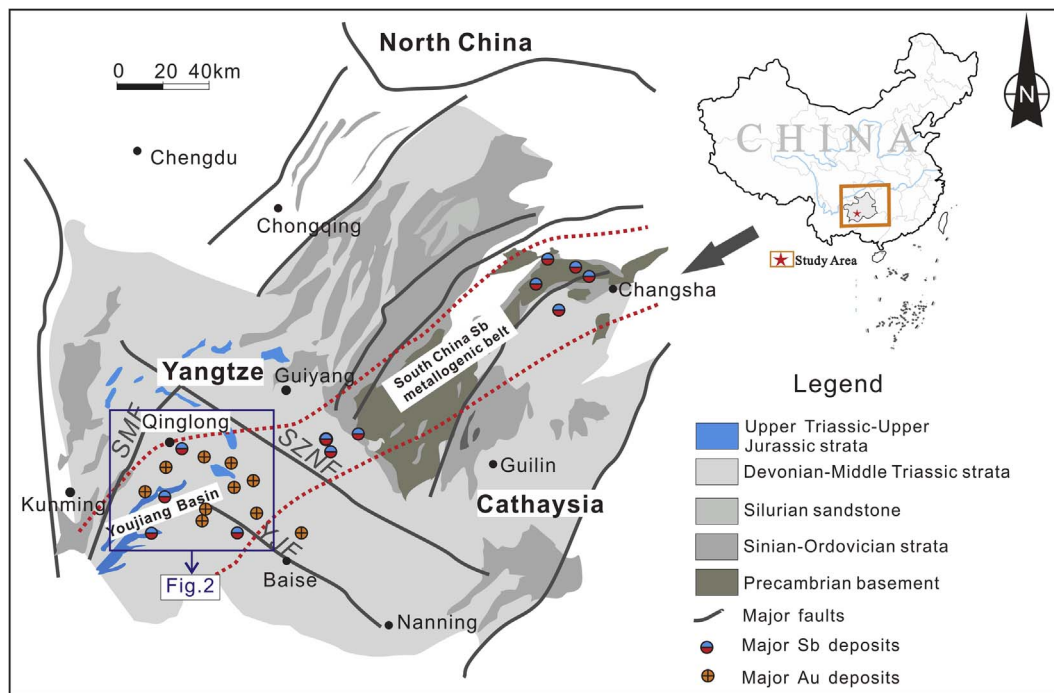 North China
0 20 40km
N
Chengdu
CHINA
Chongqing
Study Area
Changsha
South China Sb
metallogenic belt
Yangtze
Guiyang
Legend
Upper Triassic-Upper
Jurassic strata
Devonian-Middle Triassic strata
Silurian sandstone
Sinian-Ordovician strata
Precambrian basement
Major faults
Major Sb deposits
Major Au deposits
Qinglong
SMF
SZNF
Guilin
Kunming
Cathaysia
Youjiang Basin
YJF
Fig.2
Baise
Nanning